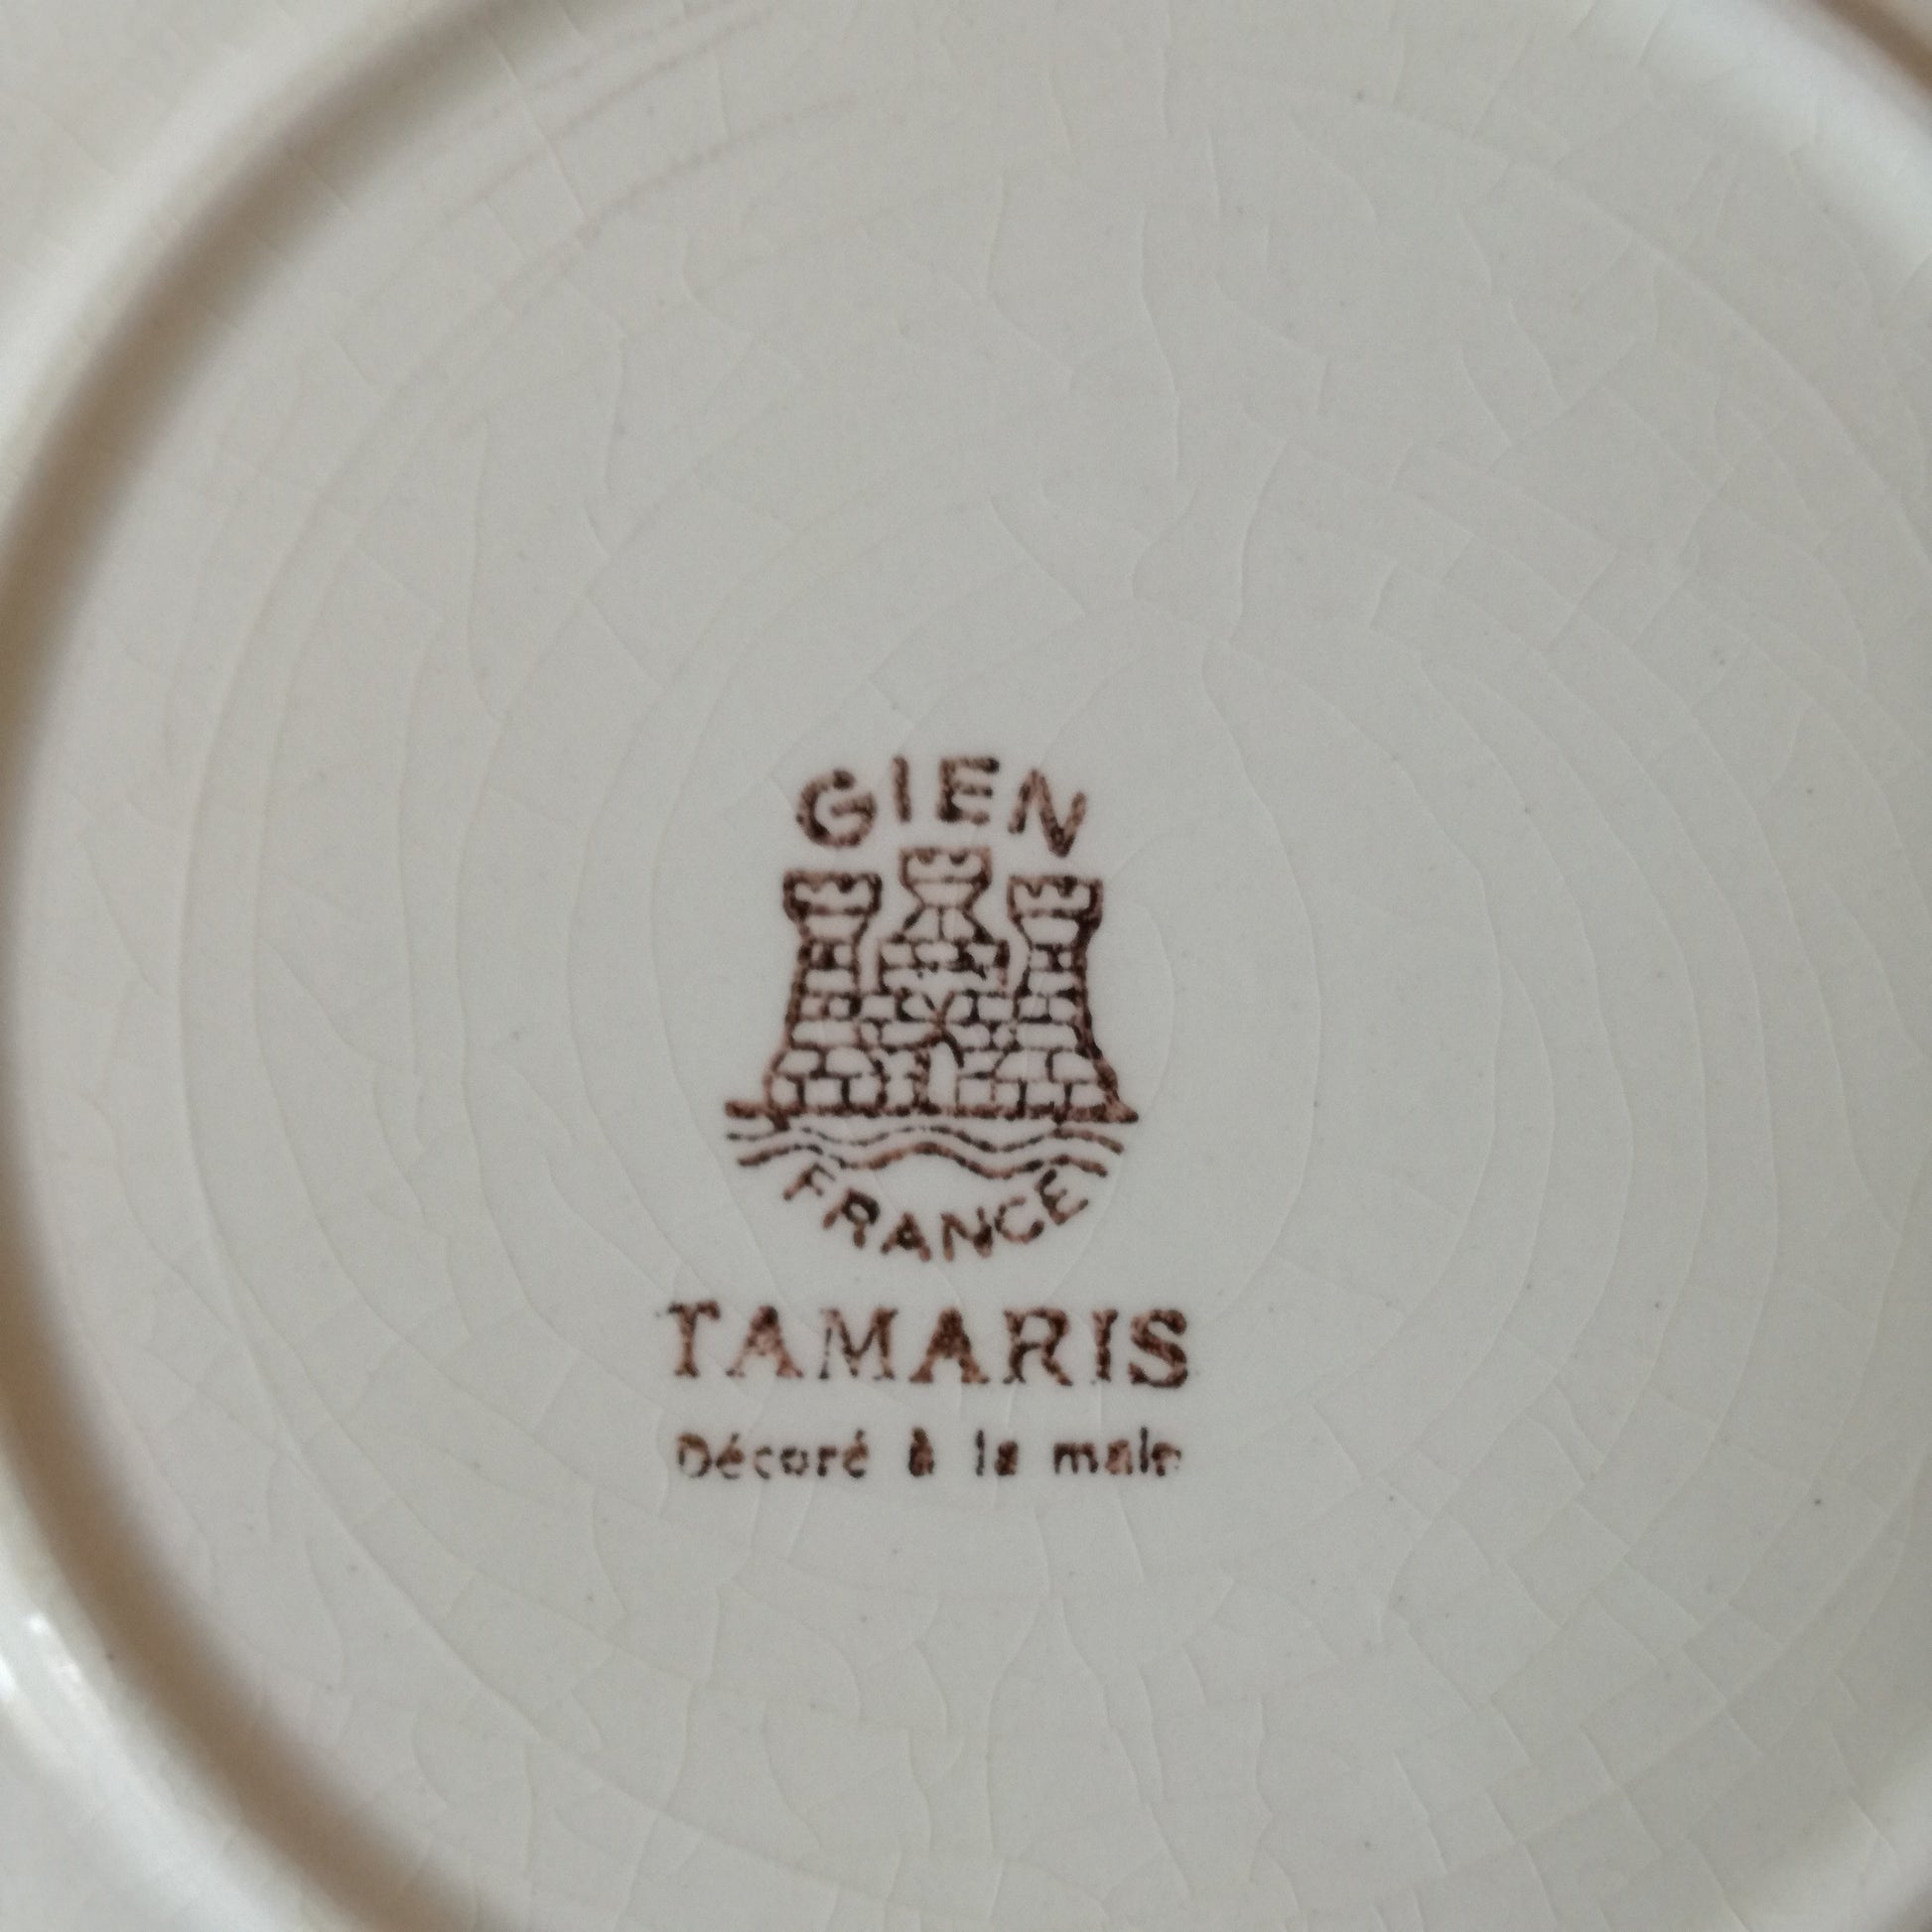 GIEN
FRANCE
TAMARIS
Décoré à la main